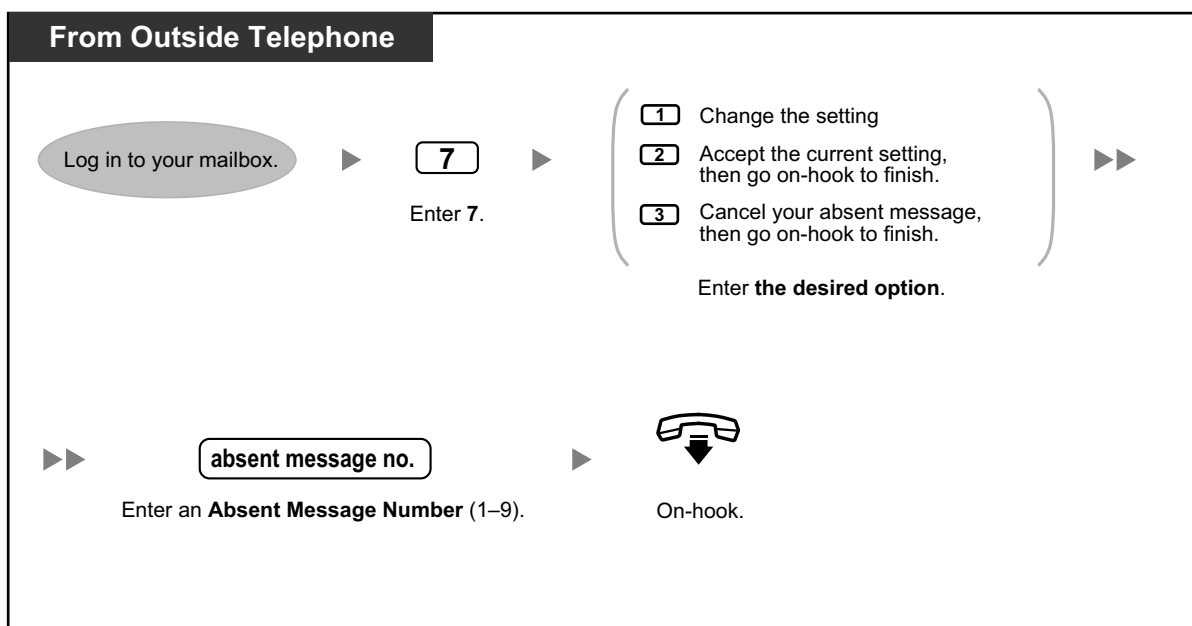 From Outside Telephone
Log in to your mailbox.
7
Enter 7.
1 Change the setting
2 Accept the current setting,
then go on-hook to finish.
3 Cancel your absent message,
then go on-hook to finish.
Enter the desired option.
absent message no.
Enter an Absent Message Number (1–9).
On-hook.